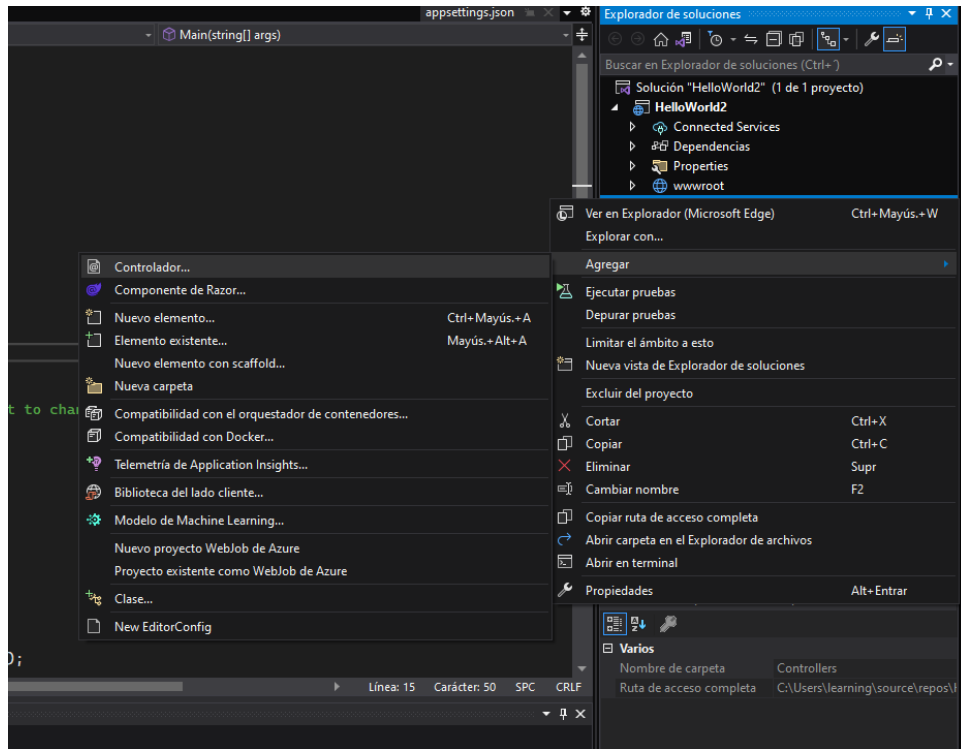 appsettings.json
Explorador de soluciones
Main(string[] args)
Buscar en Explorador de soluciones (Ctrl+´)
Solución "HelloWorld2" (1 de 1 proyecto)
HelloWorld2
Connected Services
Dependencias
Properties
wwwroot
Ver en Explorador (Microsoft Edge) Ctrl+Mayús.+W
Explorar con...
Agregar
Ejecutar pruebas
Depurar pruebas
Limitar el ámbito a esto
Nueva vista de Explorador de soluciones
Excluir del proyecto
Cortar Ctrl+X
Copiar Ctrl+C
Eliminar Supr
Cambiar nombre F2
Copiar ruta de acceso completa
Abrir carpeta en el Explorador de archivos
Abrir en terminal
Propiedades Alt+Entrar
Controlador...
Componente de Razor...
Nuevo elemento... Ctrl+Mayús.+A
Elemento existente... Mayús.+Alt+A
Nuevo elemento con scaffold...
Nueva carpeta
Compatibilidad con el orquestador de contenedores...
Compatibilidad con Docker...
Telemetría de Application Insights...
Biblioteca del lado cliente...
Modelo de Machine Learning...
Nuevo proyecto WebJob de Azure
Proyecto existente como WebJob de Azure
Clase...
New EditorConfig
t to cha
);
Línea: 15 Carácter: 50 SPC CRLF
Varios
Nombre de carpeta Controllers
Ruta de acceso completa C:\Users\learning\source\repos\